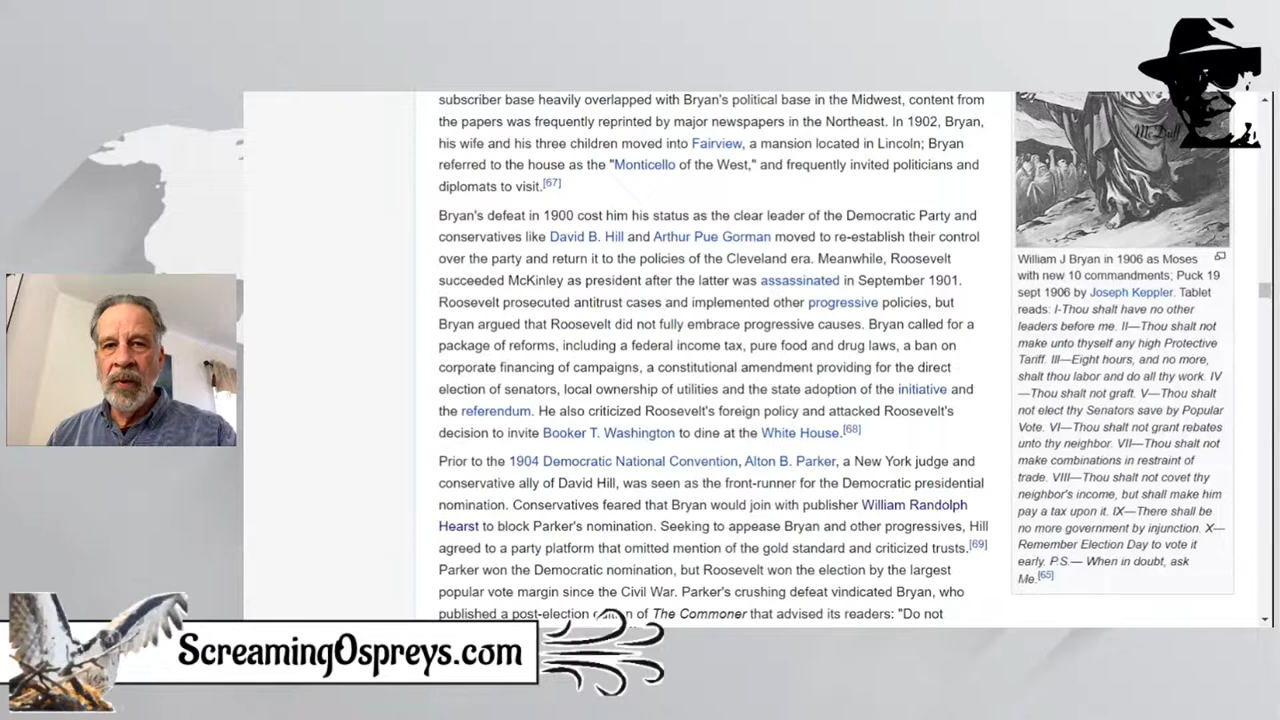 subscriber base heavily overlapped with Bryan's political base in the Midwest, content from
the papers was frequently reprinted by major newspapers in the Northeast. In 1902, Bryan,
his wife and his three children moved into Fairview, a mansion located in Lincoln; Bryan
referred to the house as the "Monticello of the West," and frequently invited politicians and
diplomats to visit.[67]
Bryan's defeat in 1900 cost him his status as the clear leader of the Democratic Party and
conservatives like David B. Hill and Arthur Pue Gorman moved to re-establish their control
over the party and return it to the policies of the Cleveland era. Meanwhile, Roosevelt
succeeded McKinley as president after the latter was assassinated in September 1901.
Roosevelt prosecuted antitrust cases and implemented other progressive policies, but
Bryan argued that Roosevelt did not fully embrace progressive causes. Bryan called for a
package of reforms, including a federal income tax, pure food and drug laws, a ban on
corporate financing of campaigns, a constitutional amendment providing for the direct
election of senators, local ownership of utilities and the state adoption of the initiative and
the referendum. He also criticized Roosevelt's foreign policy and attacked Roosevelt's
decision to invite Booker T. Washington to dine at the White House.[68]
Prior to the 1904 Democratic National Convention, Alton B. Parker, a New York judge and
conservative ally of David Hill, was seen as the front-runner for the Democratic presidential
nomination. Conservatives feared that Bryan would join with publisher William Randolph
Hearst to block Parker's nomination. Seeking to appease Bryan and other progressives, Hill
agreed to a party platform that omitted mention of the gold standard and criticized trusts.[69]
Parker won the Democratic nomination, but Roosevelt won the election by the largest
popular vote margin since the Civil War. Parker's crushing defeat vindicated Bryan, who
published a post-election of The Commoner that advised its readers: "Do not
McDuff
William J Bryan in 1906 as Moses
with new 10 commandments; Puck 19
sept 1906 by Joseph Keppler. Tablet
reads: I-Thou shalt have no other
leaders before me. II—Thou shalt not
make unto thyself any high Protective
Tariff. III—Eight hours, and no more,
shalt thou labor and do all thy work. IV
—Thou shalt not graft. V—Thou shalt
not elect thy Senators save by Popular
Vote. VI—Thou shalt not grant rebates
unto thy neighbor. VII—Thou shalt not
make combinations in restraint of
trade. VIII—Thou shalt not covet thy
neighbor's income, but shall make him
pay a tax upon it. IX—There shall be
no more government by injunction. X—
Remember Election Day to vote it
early. P.S.— When in doubt, ask
Me.[65]
ScreamingOspreys.com